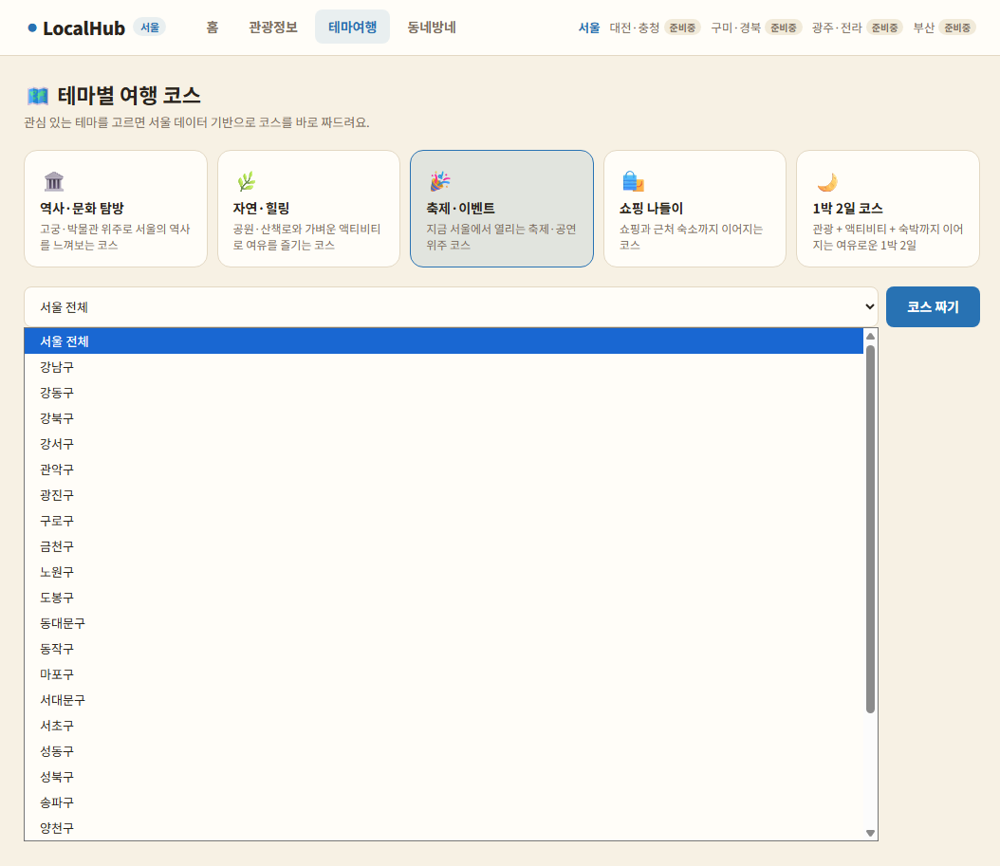 LocalHub 서울 홈 관광정보 테마여행 동네방네 서울 대전·충청 준비중 구미·경북 준비중 광주·전라 준비중 부산 준비중
테마별 여행 코스
관심 있는 테마를 고르면 서울 데이터 기반으로 코스를 바로 짜드려요.
역사·문화 탐방
고궁·박물관 위주로 서울의 역사
를 느껴보는 코스
자연·힐링
공원·산책로와 가벼운 액티비티
로 여유를 즐기는 코스
축제·이벤트
지금 서울에서 열리는 축제·공연
위주 코스
쇼핑 나들이
쇼핑과 근처 숙소까지 이어지는
코스
1박 2일 코스
관광 + 액티비티 + 숙박까지 이어
지는 여유로운 1박 2일
서울 전체
코스 짜기
서울 전체
강남구
강동구
강북구
강서구
관악구
광진구
구로구
금천구
노원구
도봉구
동대문구
동작구
마포구
서대문구
서초구
성동구
성북구
송파구
양천구